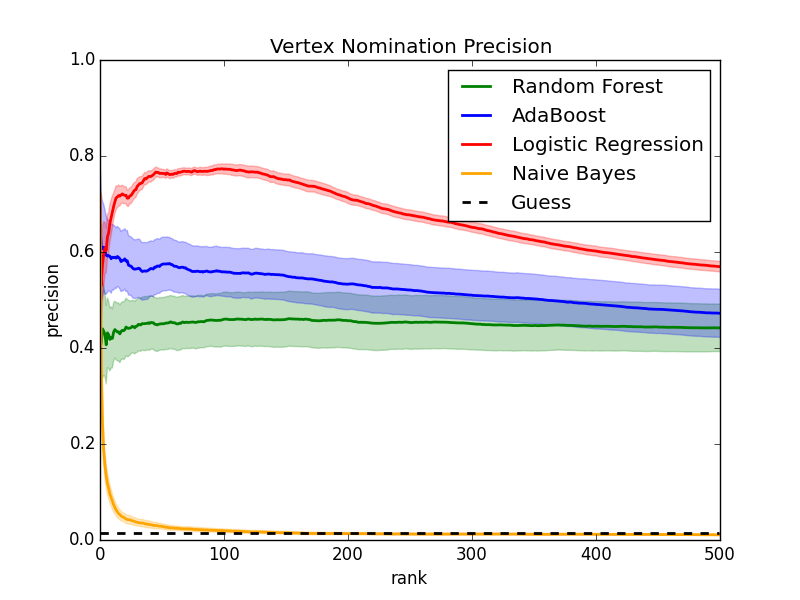 Vertex Nomination Precision
1.0
0.8
0.6
0.4
0.2
0.0
precision
Random Forest
AdaBoost
Logistic Regression
Naive Bayes
Guess
0 100 200 300 400 500
rank